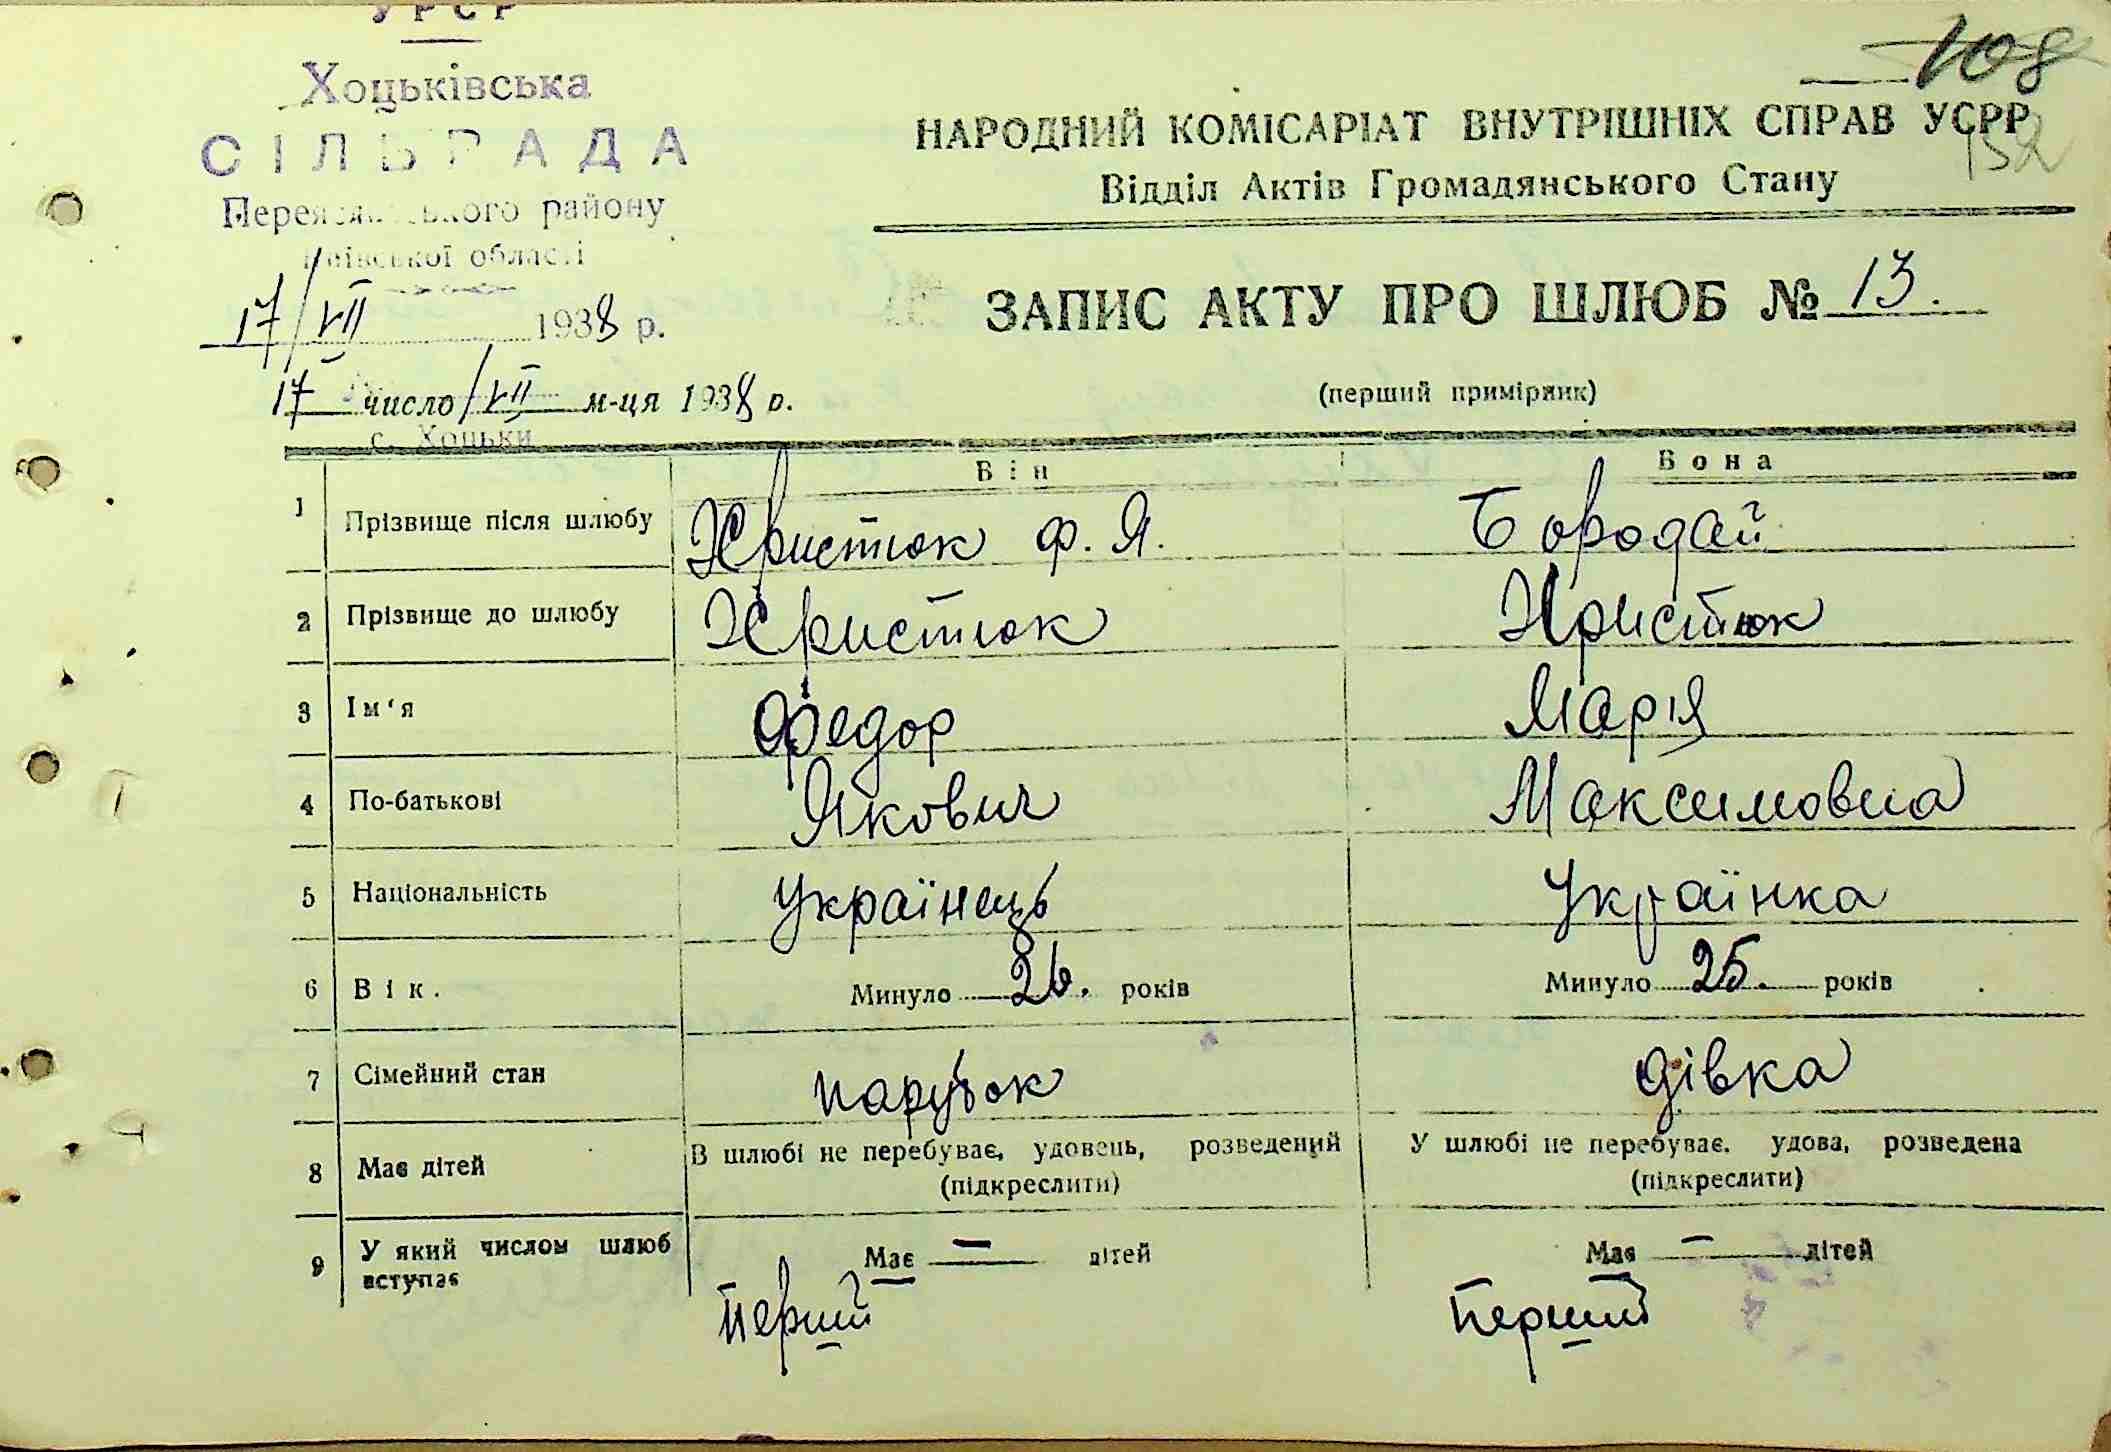 УРСР
108
Хоцьківська
СІЛЬРАДА
НАРОДНИЙ КОМІСАРІАТ ВНУТРІШНІХ СПРАВ УСРР
132
Відділ Актів Громадянського Стану
району
Київської області
17/VII 1938 р.
ЗАПИС АКТУ ПРО ШЛЮБ № 13.
17 число/VII м-ця 1938 р.
(перший примірник)
с. Хоцьки
Він Вона
1 Прізвище після шлюбу Христюк Ф. Я. Бородай
2 Прізвище до шлюбу Христюк Христюк
3 Ім'я Федор Марія
4 По-батькові Якович Максимовна
5 Національність Українець Українка
6 Вік. Минуло 26. років Минуло 25. років
7 Сімейний стан парубок дівка
8 Має дітей В шлюбі не перебуває, удовець, розведений У шлюбі не перебуває, удова, розведена
(підкреслити) (підкреслити)
9 У який числом шлюб вступає Має — дітей Має — дітей
Перший Перший